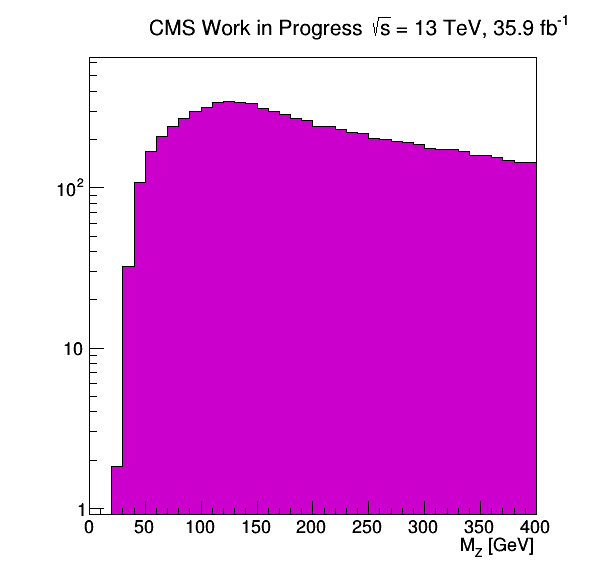 CMS Work in Progress √s = 13 TeV, 35.9 fb⁻¹
10²
10
1
0 50 100 150 200 250 300 350 400
M_Z [GeV]